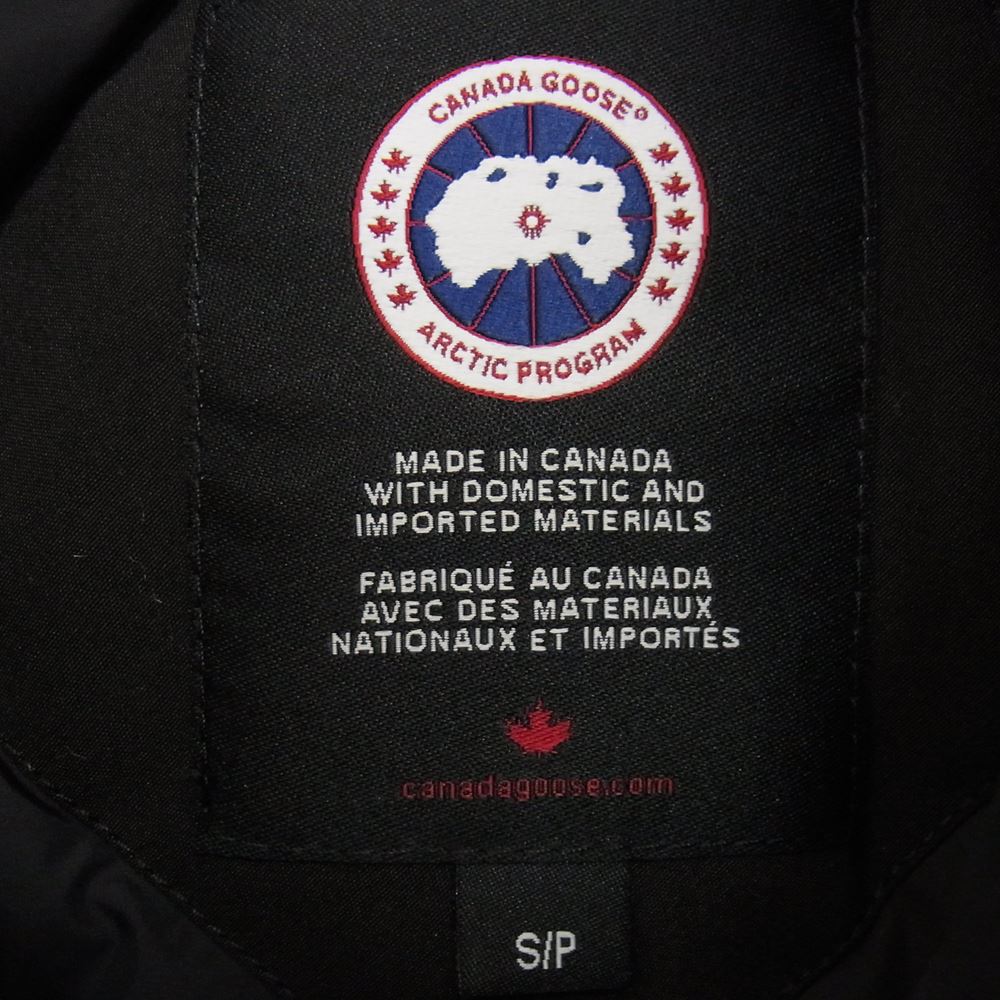 CANADA GOOSE®
ARCTIC PROGRAM
MADE IN CANADA
WITH DOMESTIC AND
IMPORTED MATERIALS
FABRIQUÉ AU CANADA
AVEC DES MATERIAUX
NATIONAUX ET IMPORTÉS
canadagoose.com
S/P